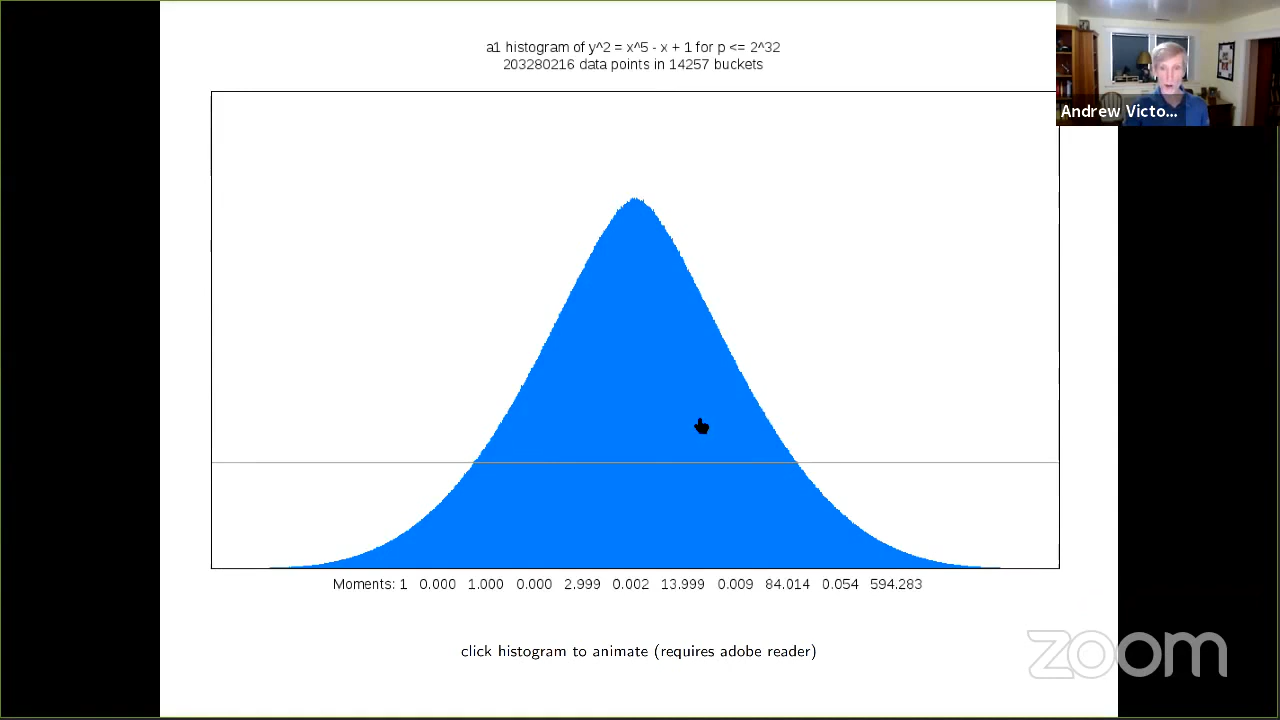 a1 histogram of y^2 = x^5 - x + 1 for p <= 2^32
203280216 data points in 14257 buckets
Andrew Victo...
Moments: 1 0.000 1.000 0.000 2.999 0.002 13.999 0.009 84.014 0.054 594.283
click histogram to animate (requires adobe reader)
zoom